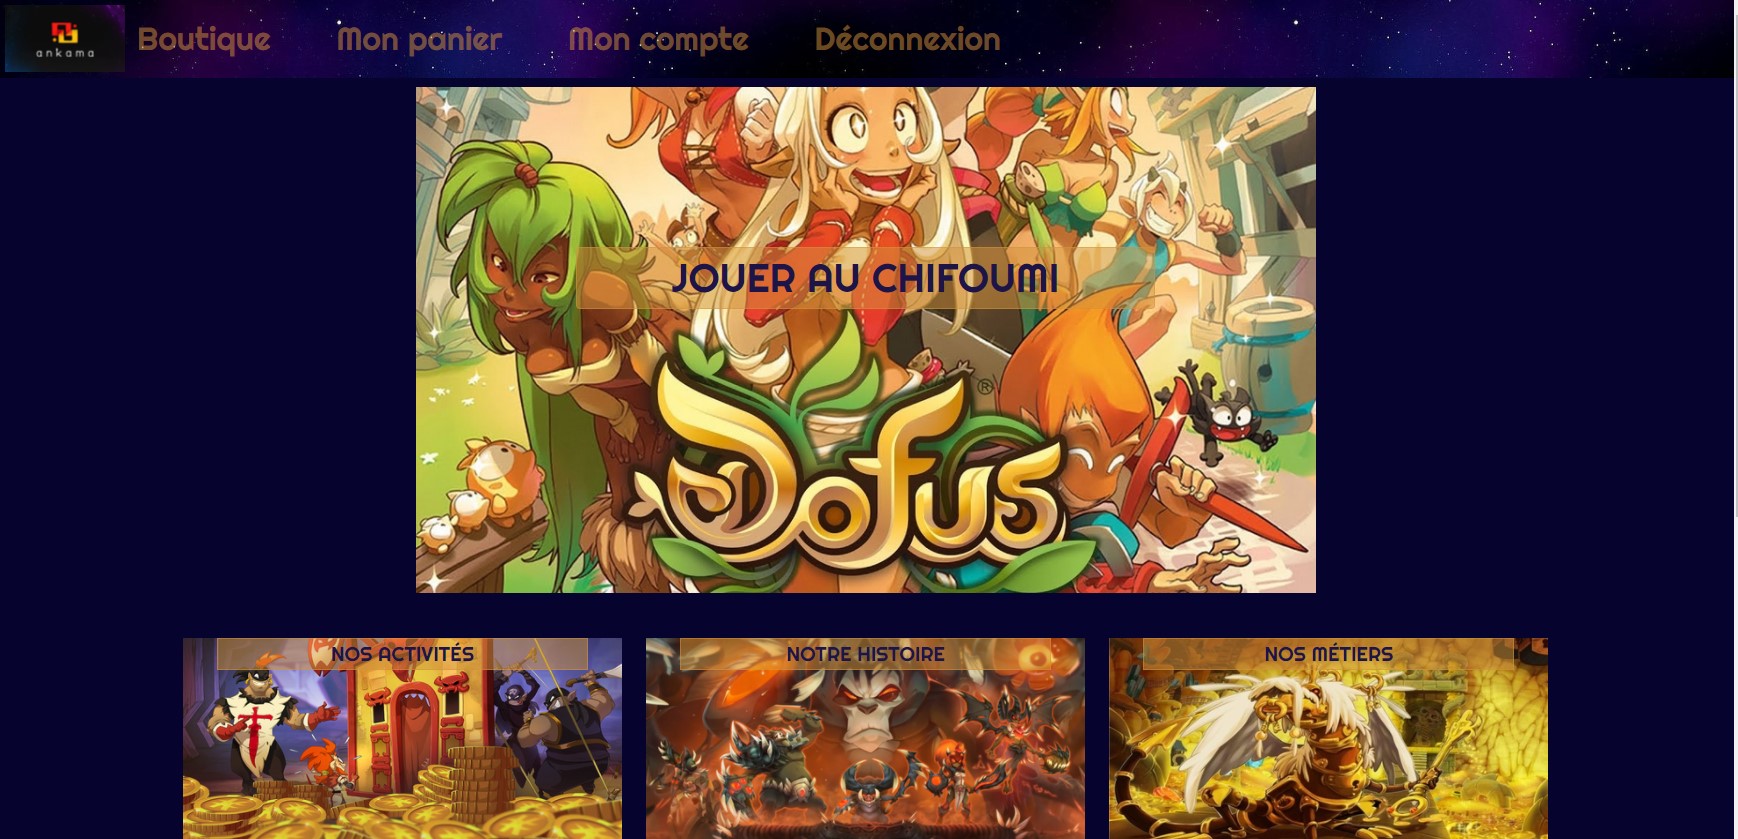 ankama
Boutique
Mon panier
Mon compte
Déconnexion
JOUER AU CHIFOUMI
®
Dofus
NOS ACTIVITÉS
NOTRE HISTOIRE
NOS MÉTIERS